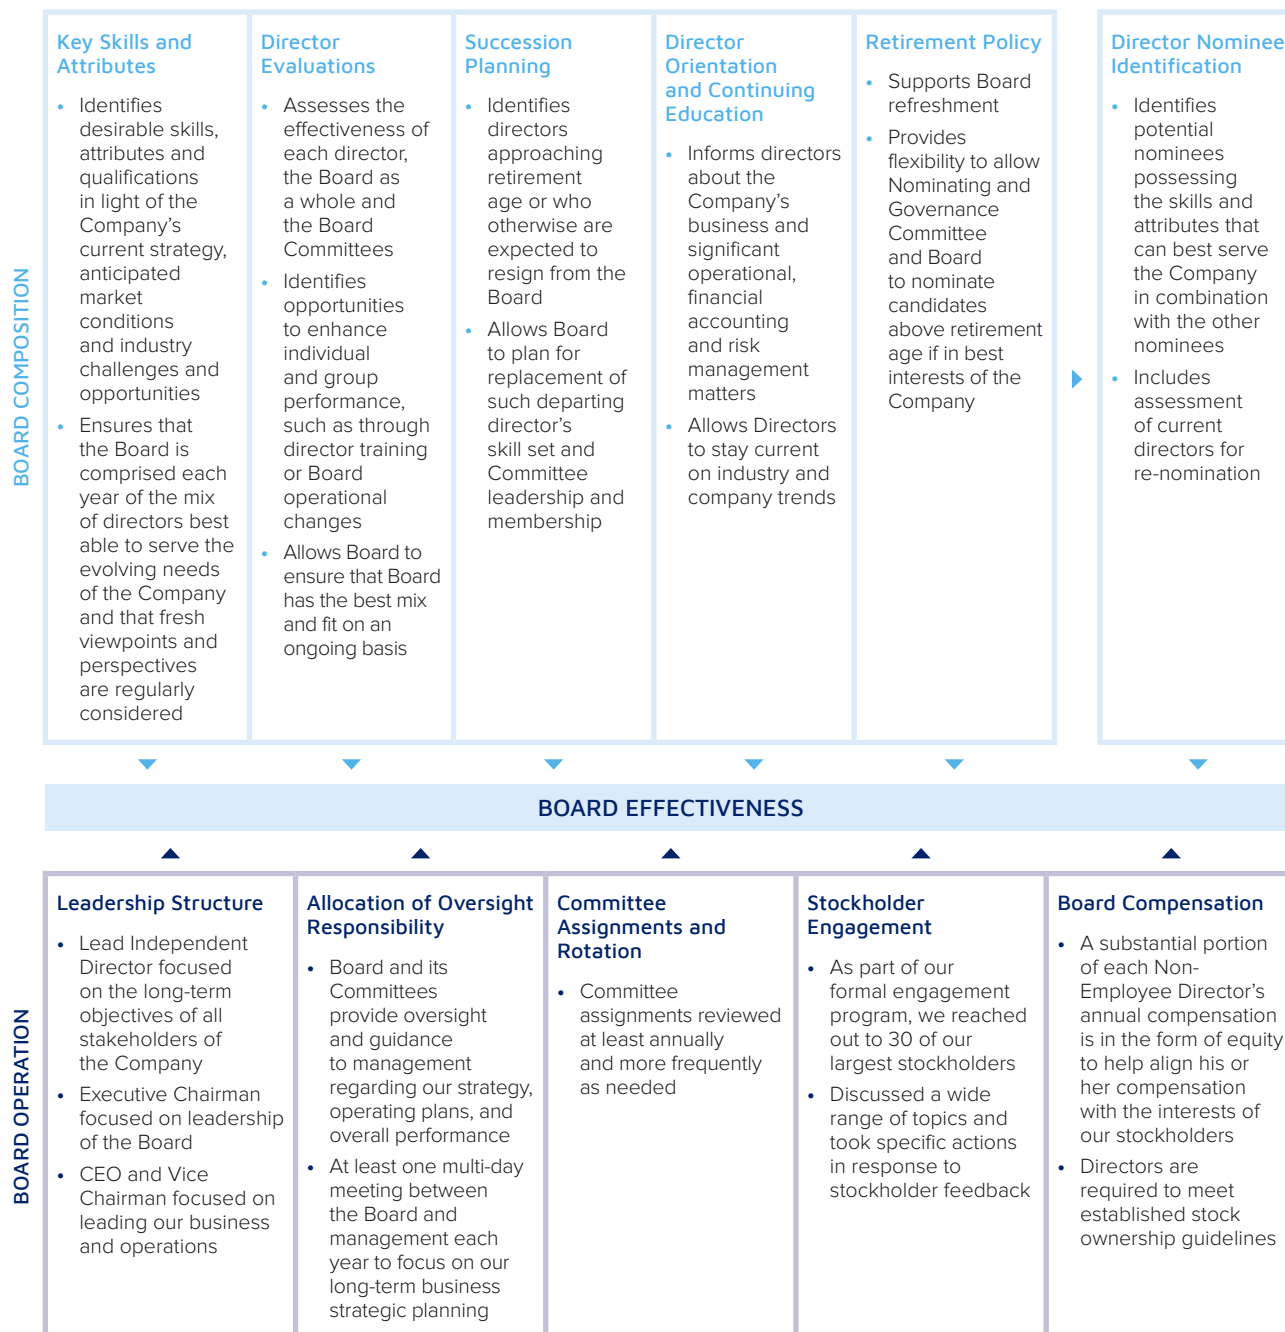 BOARD COMPOSITION
Key Skills and
Attributes
• Identifies
desirable skills,
attributes and
qualifications
in light of the
Company's
current strategy,
anticipated
market
conditions
and industry
challenges and
opportunities
• Ensures that
the Board is
comprised each
year of the mix
of directors best
able to serve the
evolving needs
of the Company
and that fresh
viewpoints and
perspectives
are regularly
considered
Director
Evaluations
• Assesses the
effectiveness of
each director,
the Board as
a whole and
the Board
Committees
• Identifies
opportunities
to enhance
individual
and group
performance,
such as through
director training
or Board
operational
changes
• Allows Board to
ensure that Board
has the best mix
and fit on an
ongoing basis
Succession
Planning
• Identifies
directors
approaching
retirement
age or who
otherwise are
expected to
resign from the
Board
• Allows Board
to plan for
replacement of
such departing
director's
skill set and
Committee
leadership and
membership
Director
Orientation
and Continuing
Education
• Informs directors
about the
Company's
business and
significant
operational,
financial
accounting
and risk
management
matters
• Allows Directors
to stay current
on industry and
company trends
Retirement Policy
• Supports Board
refreshment
• Provides
flexibility to allow
Nominating and
Governance
Committee
and Board
to nominate
candidates
above retirement
age if in best
interests of the
Company
Director Nominee
Identification
• Identifies
potential
nominees
possessing
the skills and
attributes that
can best serve
the Company
in combination
with the other
nominees
• Includes
assessment
of current
directors for
re-nomination
BOARD EFFECTIVENESS
BOARD OPERATION
Leadership Structure
• Lead Independent
Director focused
on the long-term
objectives of all
stakeholders of
the Company
• Executive Chairman
focused on leadership
of the Board
• CEO and Vice
Chairman focused on
leading our business
and operations
Allocation of Oversight
Responsibility
• Board and its
Committees
provide oversight
and guidance
to management
regarding our strategy,
operating plans, and
overall performance
• At least one multi-day
meeting between
the Board and
management each
year to focus on our
long-term business
strategic planning
Committee
Assignments and
Rotation
• Committee
assignments reviewed
at least annually
and more frequently
as needed
Stockholder
Engagement
• As part of our
formal engagement
program, we reached
out to 30 of our
largest stockholders
• Discussed a wide
range of topics and
took specific actions
in response to
stockholder feedback
Board Compensation
• A substantial portion
of each Non-
Employee Director's
annual compensation
is in the form of equity
to help align his or
her compensation
with the interests of
our stockholders
• Directors are
required to meet
established stock
ownership guidelines